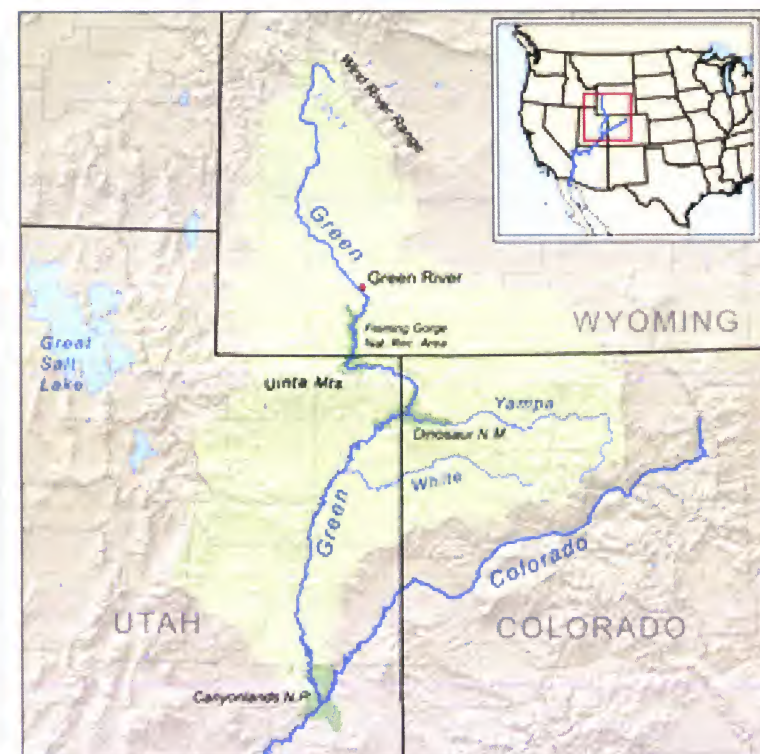 Wind River Range
Green
Green River
WYOMING
Flaming Gorge
Nat. Rec. Area
Great
Salt
Lake
Uinta Mts
Yampa
Dinosaur N.M.
White
Green
Colorado
UTAH
COLORADO
Canyonlands N.P.